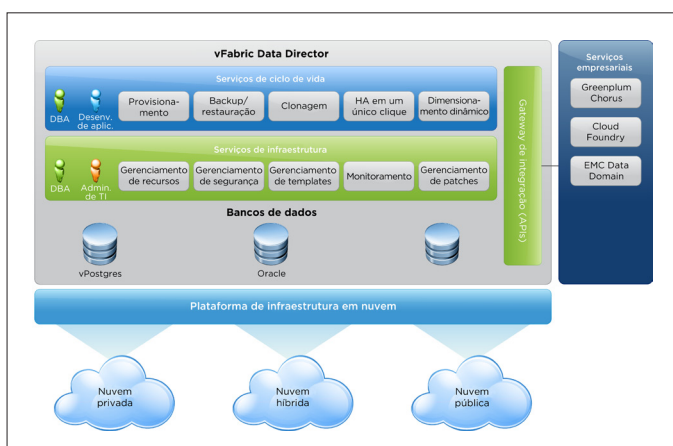 vFabric Data Director
Serviços de ciclo de vida
DBA
Desenv.
de aplic.
Provisiona-
mento
Backup/
restauração
Clonagem
HA em um
único clique
Dimensiona-
mento dinâmico
Serviços de infraestrutura
DBA
Admin.
de TI
Gerenciamento
de recursos
Gerenciamento
de segurança
Gerenciamento
de templates
Monitoramento
Gerenciamento
de patches
Bancos de dados
vPostgres
Oracle
Gateway de integração (APIs)
Serviços
empresariais
Greenplum
Chorus
Cloud
Foundry
EMC Data
Domain
Plataforma de infraestrutura em nuvem
Nuvem
privada
Nuvem
híbrida
Nuvem
pública